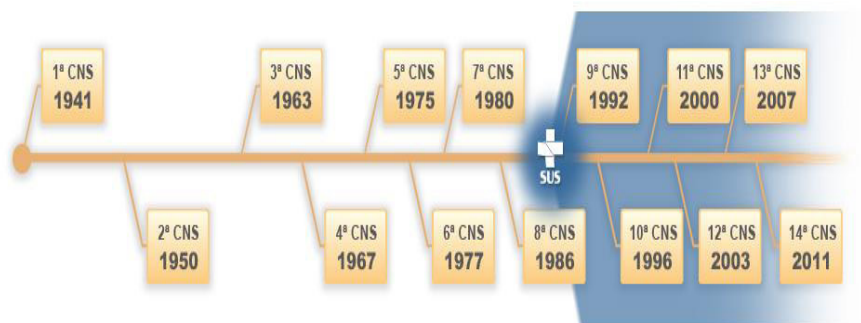 1ª CNS
1941
3ª CNS
1963
5ª CNS
1975
7ª CNS
1980
9ª CNS
1992
11ª CNS
2000
13ª CNS
2007
SUS
2ª CNS
1950
4ª CNS
1967
6ª CNS
1977
8ª CNS
1986
10ª CNS
1996
12ª CNS
2003
14ª CNS
2011